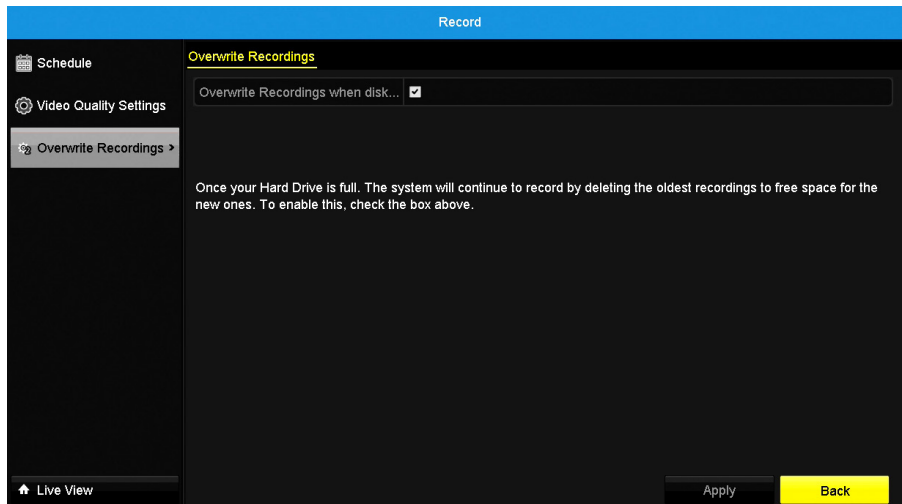 Record
Schedule
Video Quality Settings
Overwrite Recordings >
Overwrite Recordings
Overwrite Recordings when disk...
Once your Hard Drive is full. The system will continue to record by deleting the oldest recordings to free space for the
new ones. To enable this, check the box above.
Live View
Apply
Back